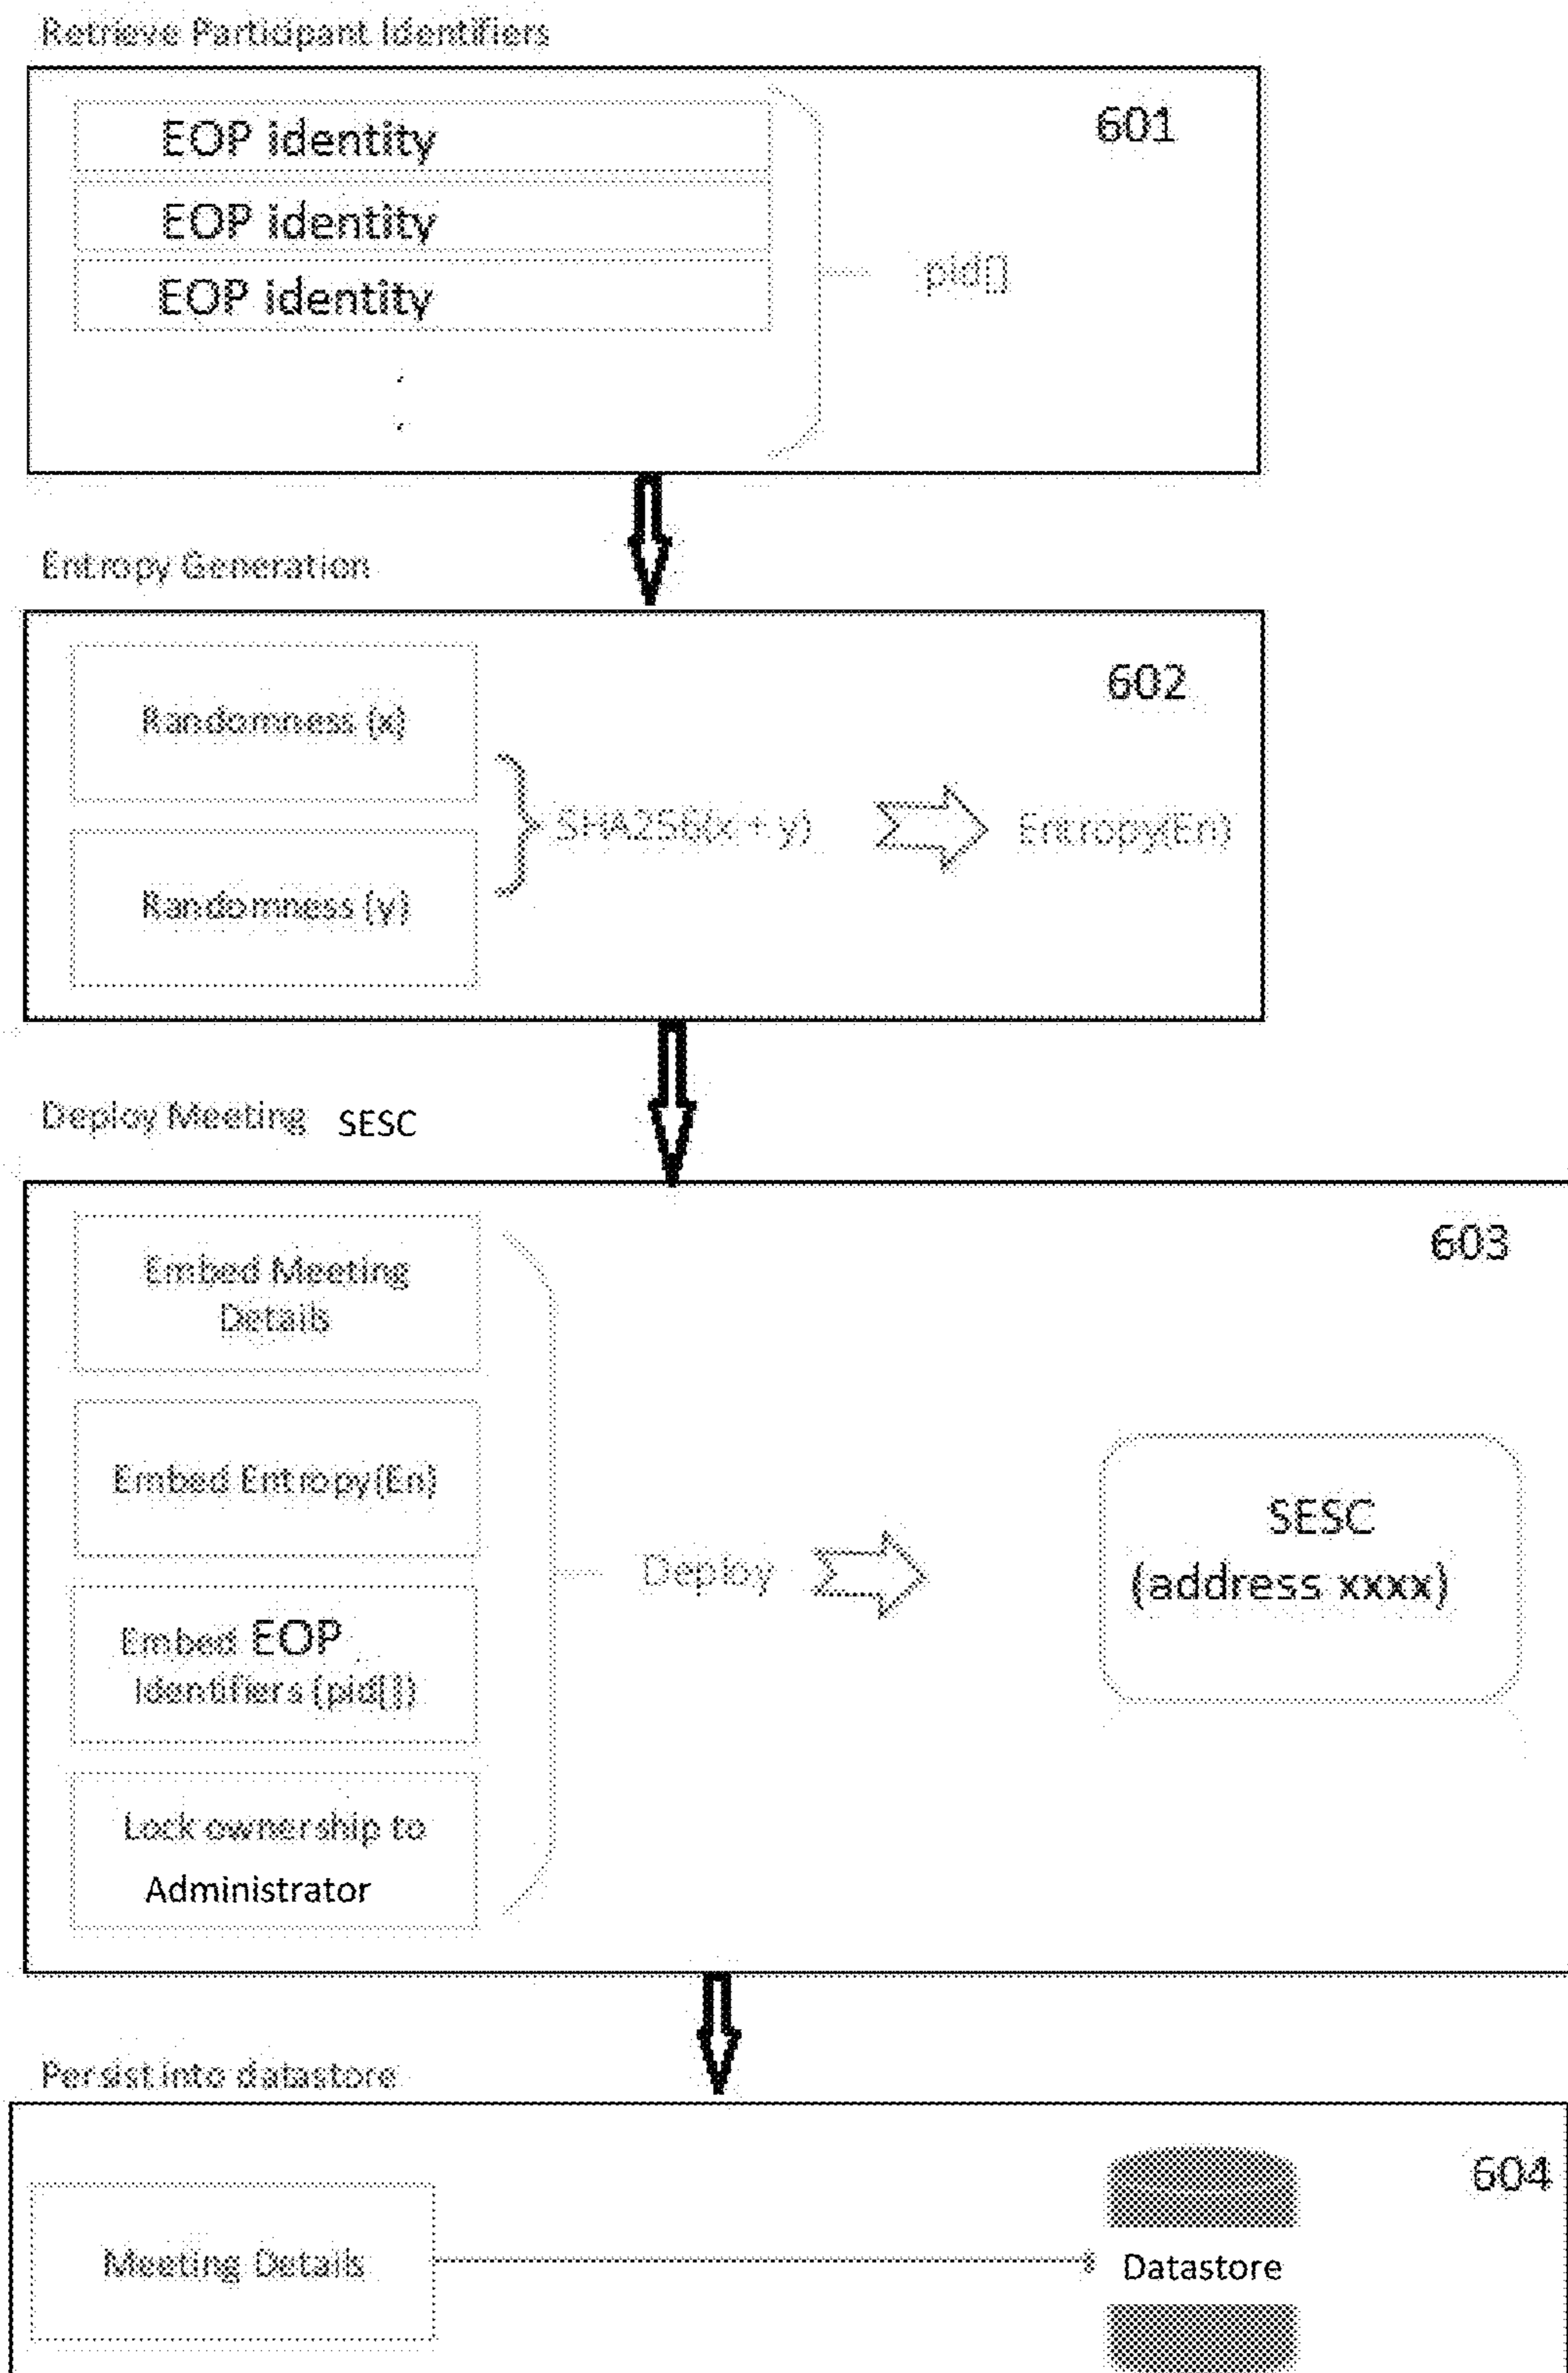 Retrieve Participant Identifiers
601
EOP identity
EOP identity
EOP identity
pid[]
Entropy Generation
602
Randomness (x)
SHA256(x + y)
Entropy(En)
Randomness (y)
Deploy Meeting SESC
603
Embed Meeting
Details
Embed Entropy(En)
SESC
(address xxxx)
Deploy
Embed EOP
Identifiers (pid[])
Lock ownership to
Administrator
Persist into datastore
604
Meeting Details
Datastore